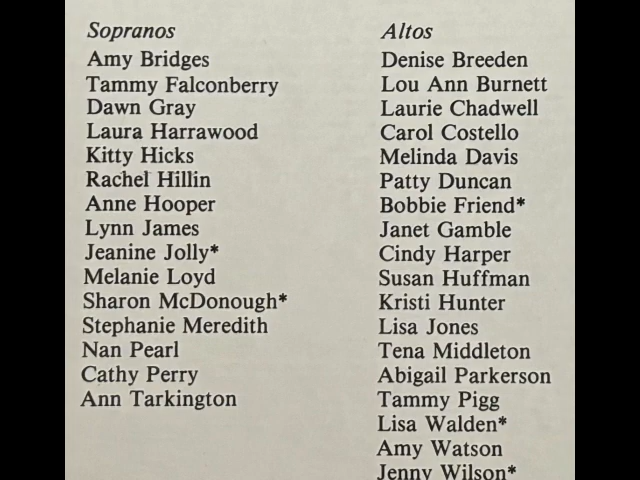 Sopranos
Amy Bridges
Tammy Falconberry
Dawn Gray
Laura Harrawood
Kitty Hicks
Rachel Hillin
Anne Hooper
Lynn James
Jeanine Jolly*
Melanie Loyd
Sharon McDonough*
Stephanie Meredith
Nan Pearl
Cathy Perry
Ann Tarkington
Altos
Denise Breeden
Lou Ann Burnett
Laurie Chadwell
Carol Costello
Melinda Davis
Patty Duncan
Bobbie Friend*
Janet Gamble
Cindy Harper
Susan Huffman
Kristi Hunter
Lisa Jones
Tena Middleton
Abigail Parkerson
Tammy Pigg
Lisa Walden*
Amy Watson
Jenny Wilson*